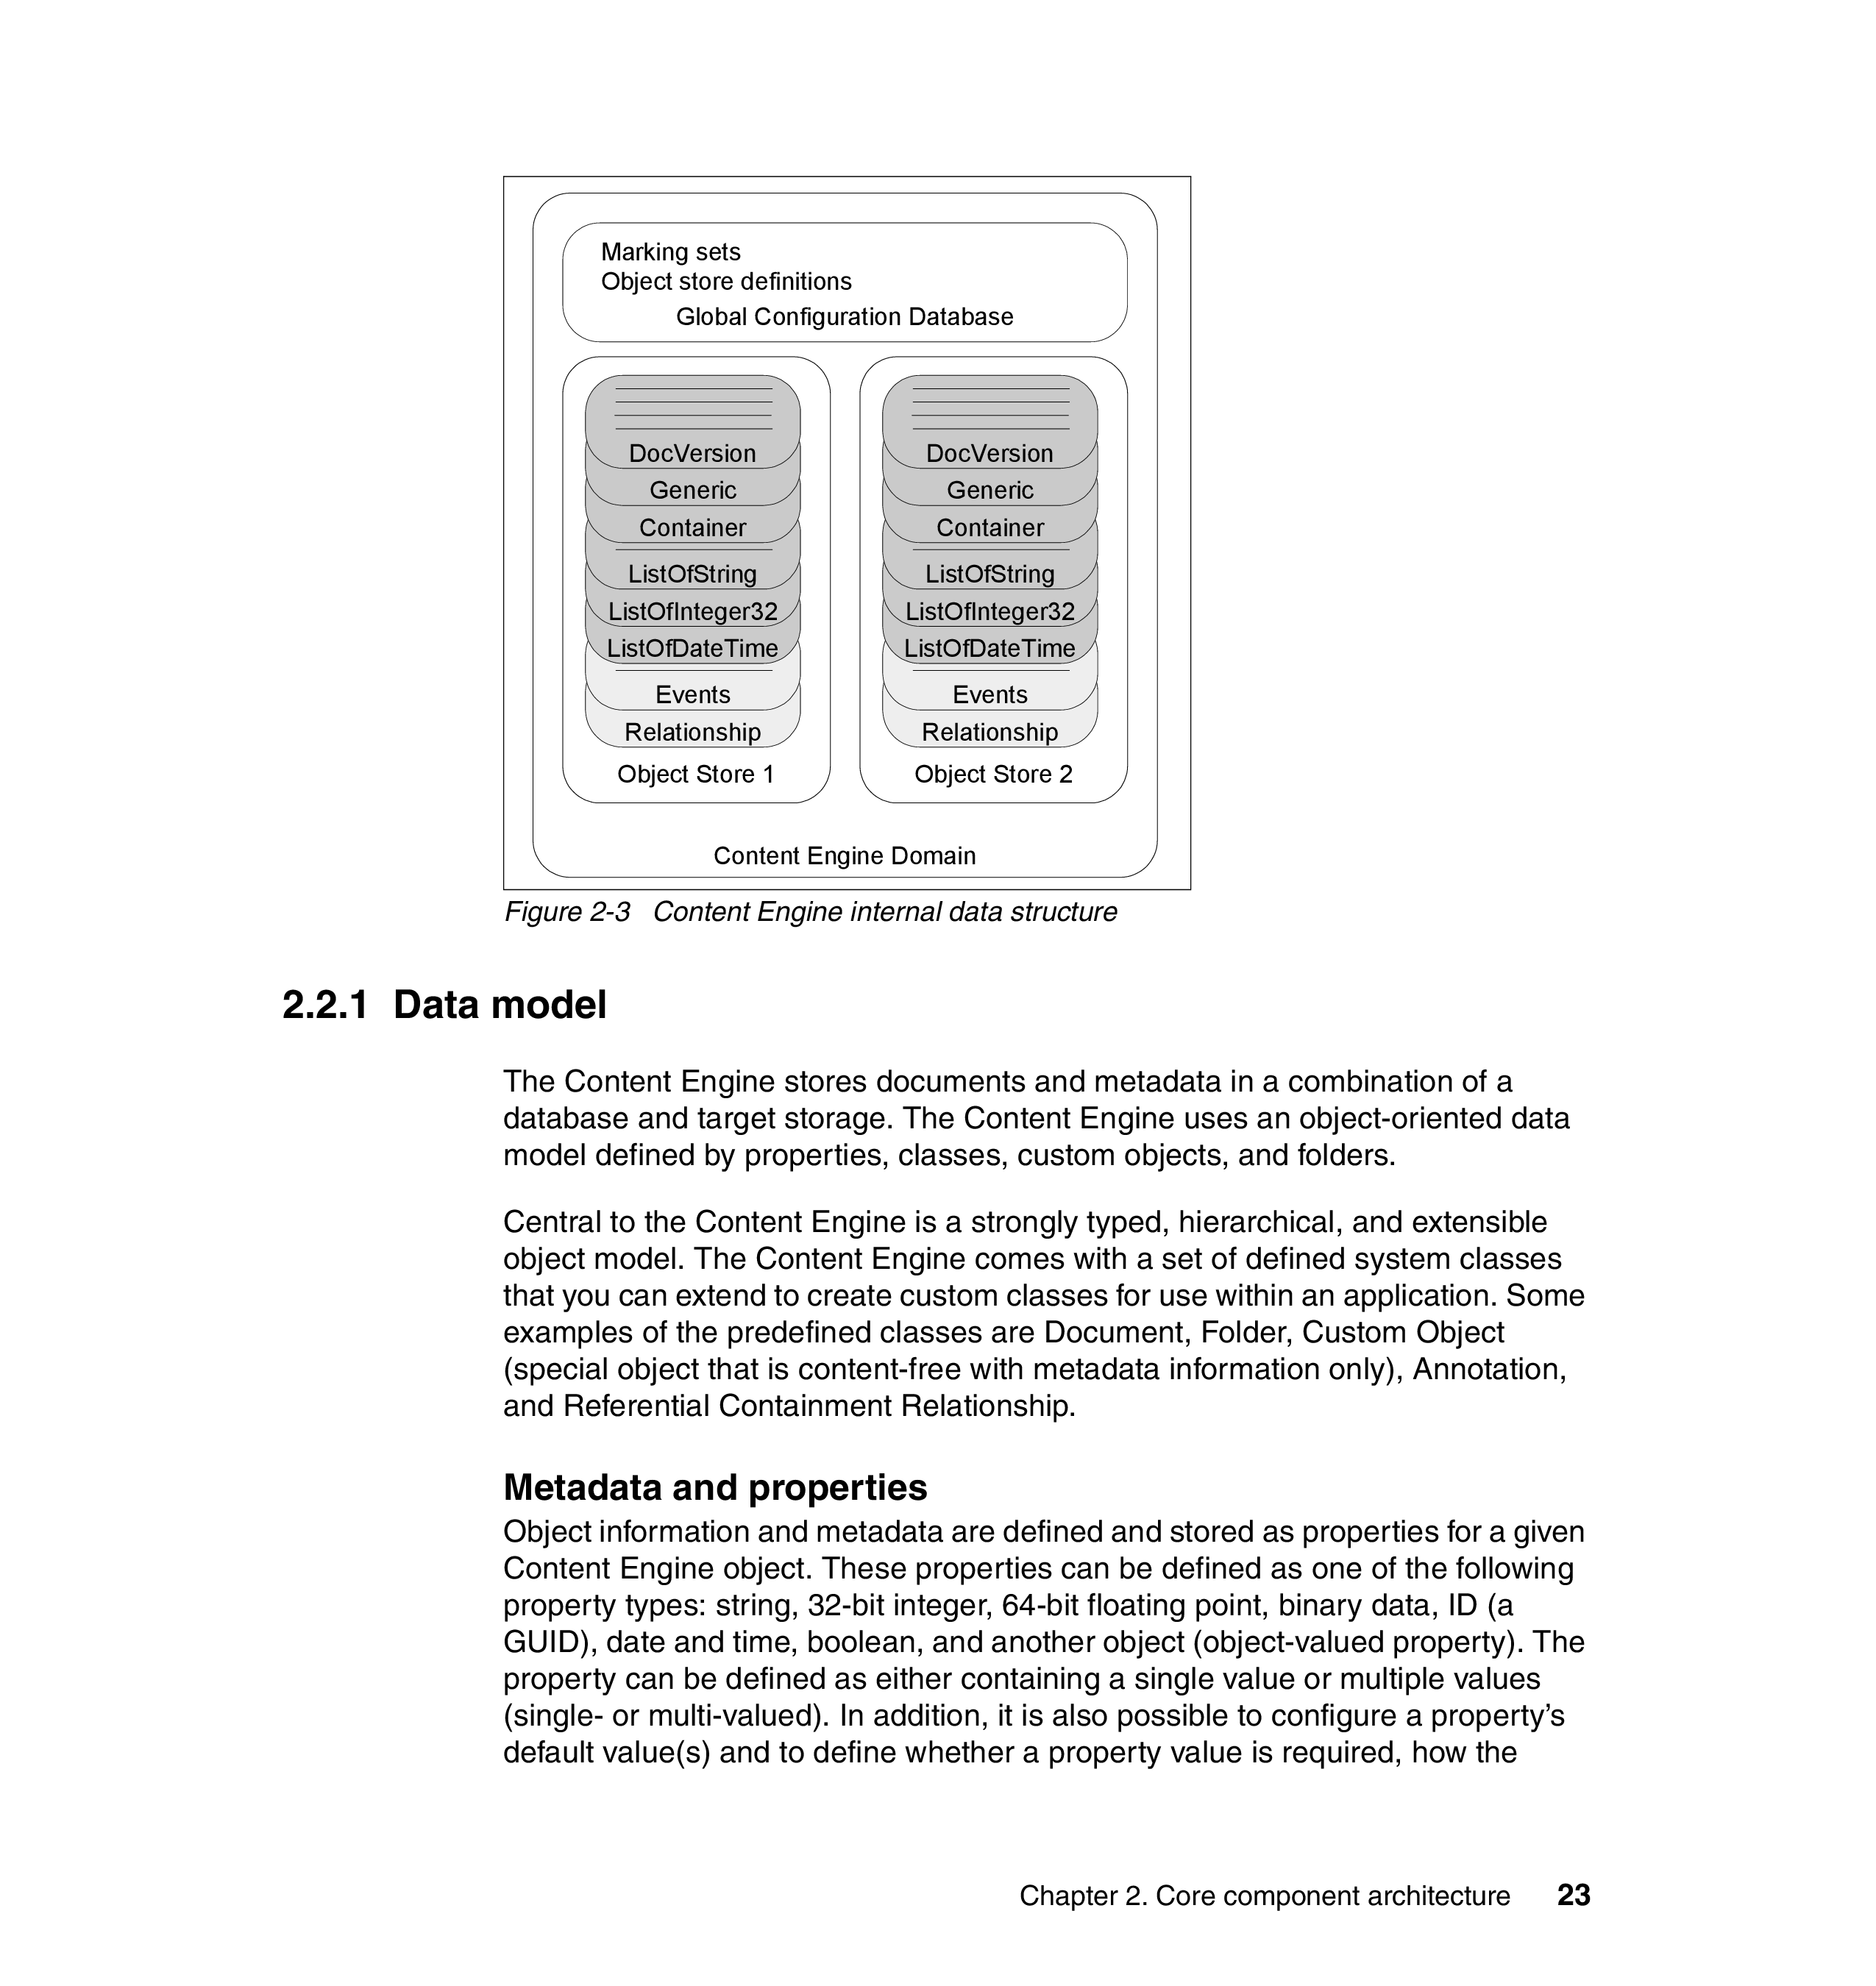 Marking sets
Object store definitions
Global Configuration Database
DocVersion
Generic
Container
ListOfString
ListOfInteger32
ListOfDateTime
Events
Relationship
Object Store 1
DocVersion
Generic
Container
ListOfString
ListOfInteger32
ListOfDateTime
Events
Relationship
Object Store 2
Content Engine Domain
Figure 2-3 Content Engine internal data structure
2.2.1 Data model
The Content Engine stores documents and metadata in a combination of a
database and target storage. The Content Engine uses an object-oriented data
model defined by properties, classes, custom objects, and folders.
Central to the Content Engine is a strongly typed, hierarchical, and extensible
object model. The Content Engine comes with a set of defined system classes
that you can extend to create custom classes for use within an application. Some
examples of the predefined classes are Document, Folder, Custom Object
(special object that is content-free with metadata information only), Annotation,
and Referential Containment Relationship.
Metadata and properties
Object information and metadata are defined and stored as properties for a given
Content Engine object. These properties can be defined as one of the following
property types: string, 32-bit integer, 64-bit floating point, binary data, ID (a
GUID), date and time, boolean, and another object (object-valued property). The
property can be defined as either containing a single value or multiple values
(single- or multi-valued). In addition, it is also possible to configure a property’s
default value(s) and to define whether a property value is required, how the
Chapter 2. Core component architecture 23